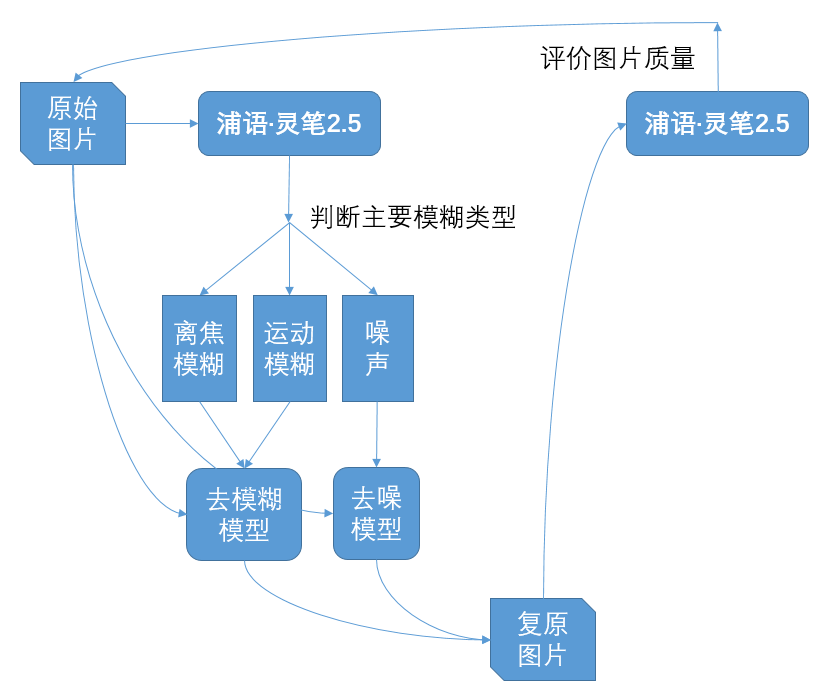 评价图片质量
原始
图片
浦语·灵笔2.5
浦语·灵笔2.5
判断主要模糊类型
离焦
模糊
运动
模糊
噪
声
去模糊
模型
去噪
模型
复原
图片